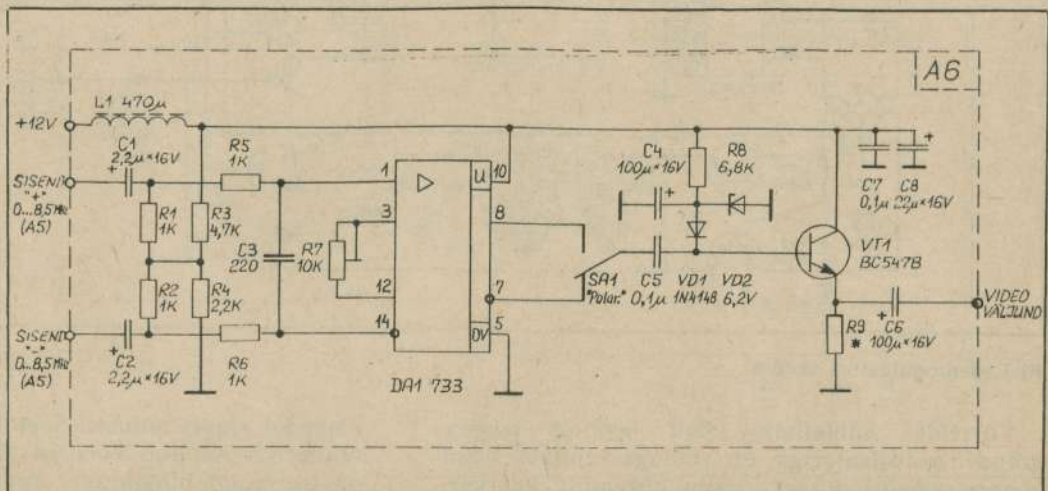 A6
L1 470µ
+12V
C1
2,2µ×16V
R5
1K
SISEND
"+"
0...8,5MHz
(A5)
R1
1K
R3
4,7K
C3
220
R7
10K
R2
1K
R4
2,2K
SISEND
"-"
0...8,5MHz
(A5)
C2
2,2µ×16V
R6
1K
1
3
12
14
U
10
8
7
0V
5
DA1 733
C4
100µ×16V
R8
6,8K
SA1
"Polar."
C5
0,1µ
VD1
1N4148
VD2
6,2V
C7
0,1µ
C8
22µ×16V
VT1
BC547B
R9
*
C6
100µ×16V
VIDEO
VÄLJUND